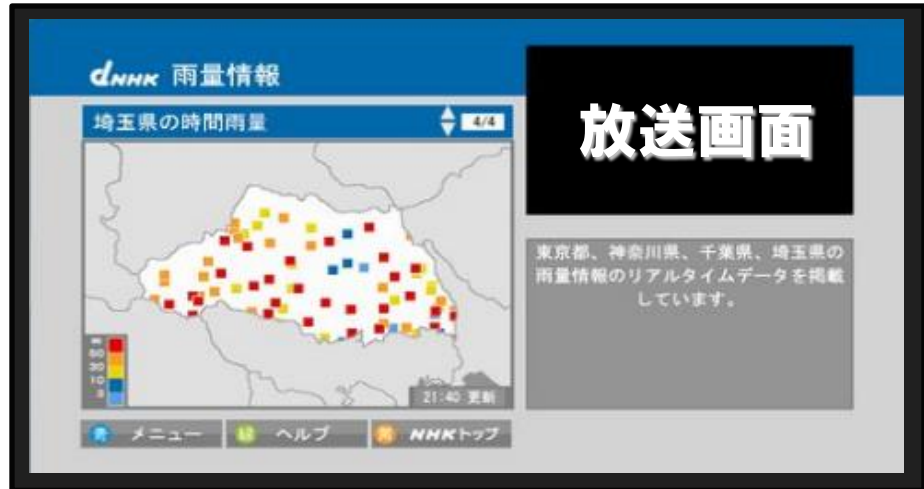 dNHK 雨量情報
埼玉県の時間雨量
4/4
放送画面
東京都、神奈川県、千葉県、埼玉県の
雨量情報のリアルタイムデータを掲載
しています。
50
30
10
21:40 更新
青 メニュー
緑 ヘルプ
NHKトップ